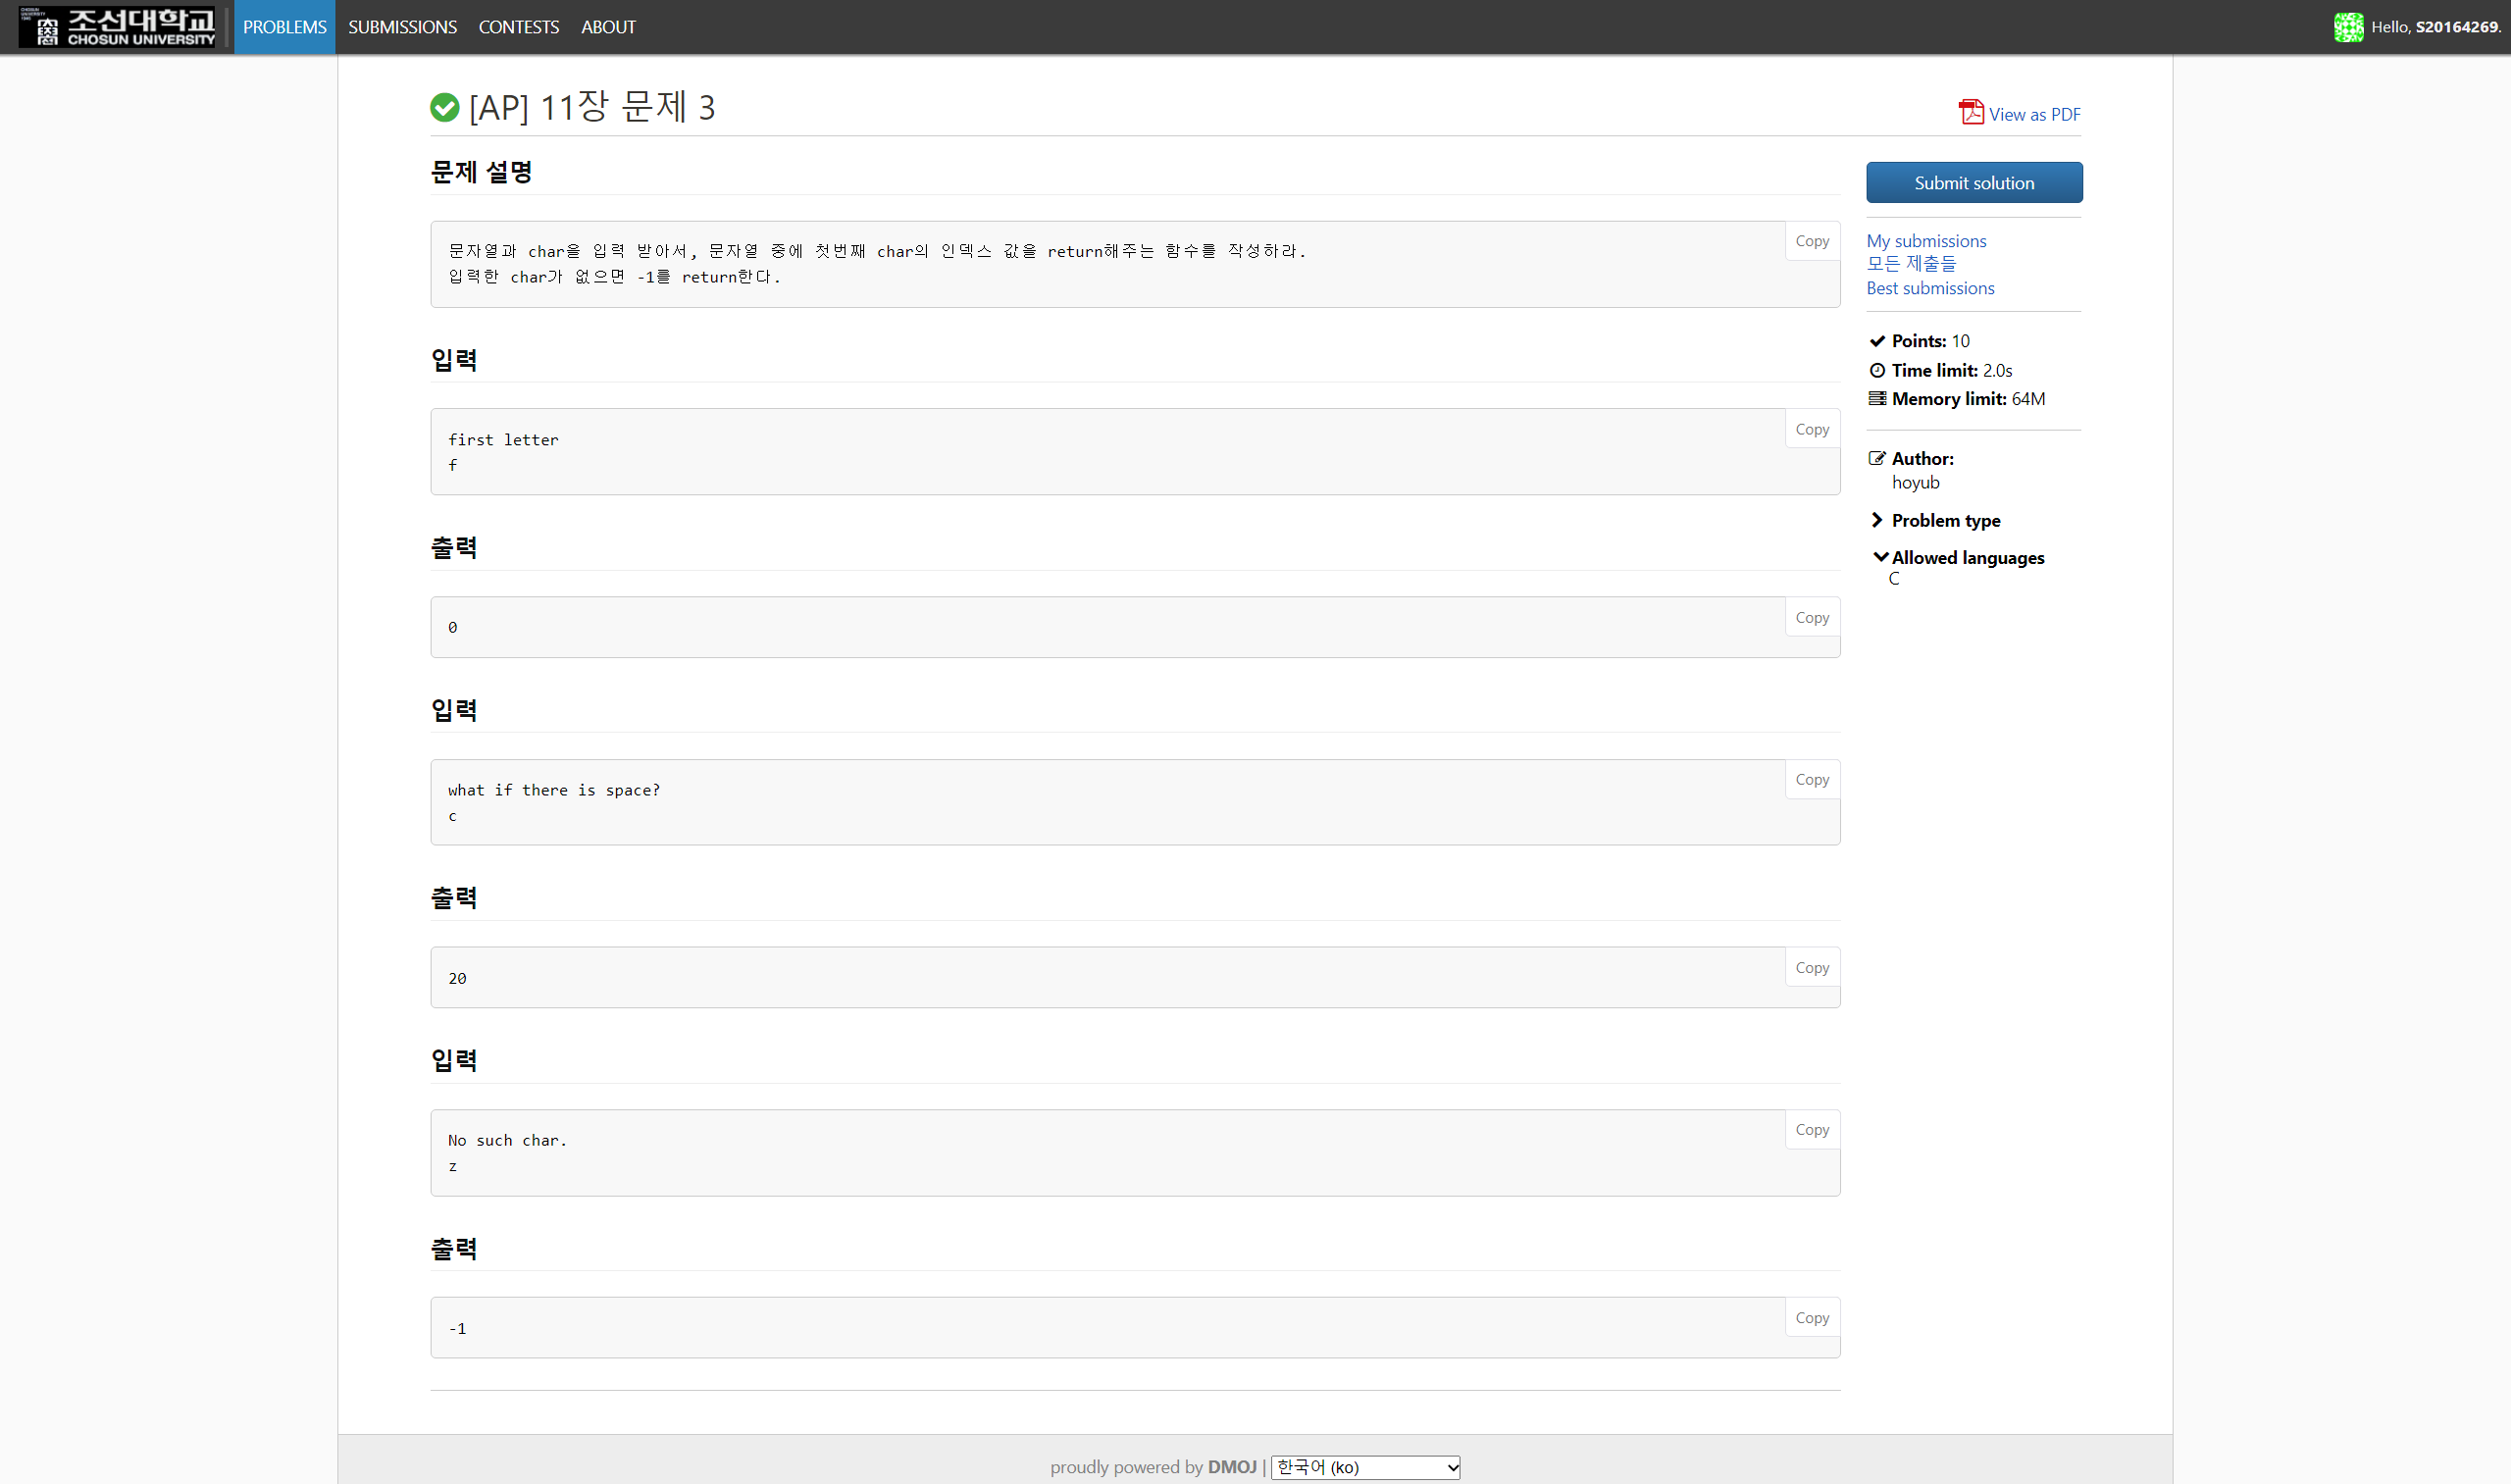 조선대학교
CHOSUN UNIVERSITY
PROBLEMS SUBMISSIONS CONTESTS ABOUT
Hello, S20164269.
[AP] 11장 문제 3
View as PDF
문제 설명
Copy
문자열과 char을 입력 받아서, 문자열 중에 첫번째 char의 인덱스 값을 return해주는 함수를 작성하라.
입력한 char가 없으면 -1를 return한다.
입력
Copy
first letter
f
출력
Copy
0
입력
Copy
what if there is space?
c
출력
Copy
20
입력
Copy
No such char.
z
출력
Copy
-1
Submit solution
My submissions
모든 제출들
Best submissions
Points: 10
Time limit: 2.0s
Memory limit: 64M
Author:
hoyub
Problem type
Allowed languages
C
proudly powered by DMOJ | 한국어 (ko)